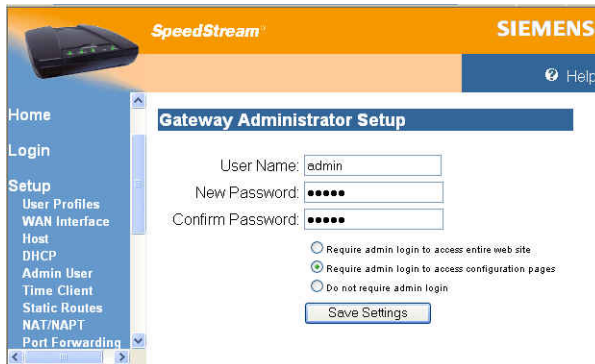 SpeedStream
SIEMENS
Help
Home
Login
Setup
User Profiles
WAN Interface
Host
DHCP
Admin User
Time Client
Static Routes
NAT/NAPT
Port Forwarding
Gateway Administrator Setup
User Name: admin
New Password: •••••
Confirm Password: •••••
Require admin login to access entire web site
Require admin login to access configuration pages
Do not require admin login
Save Settings